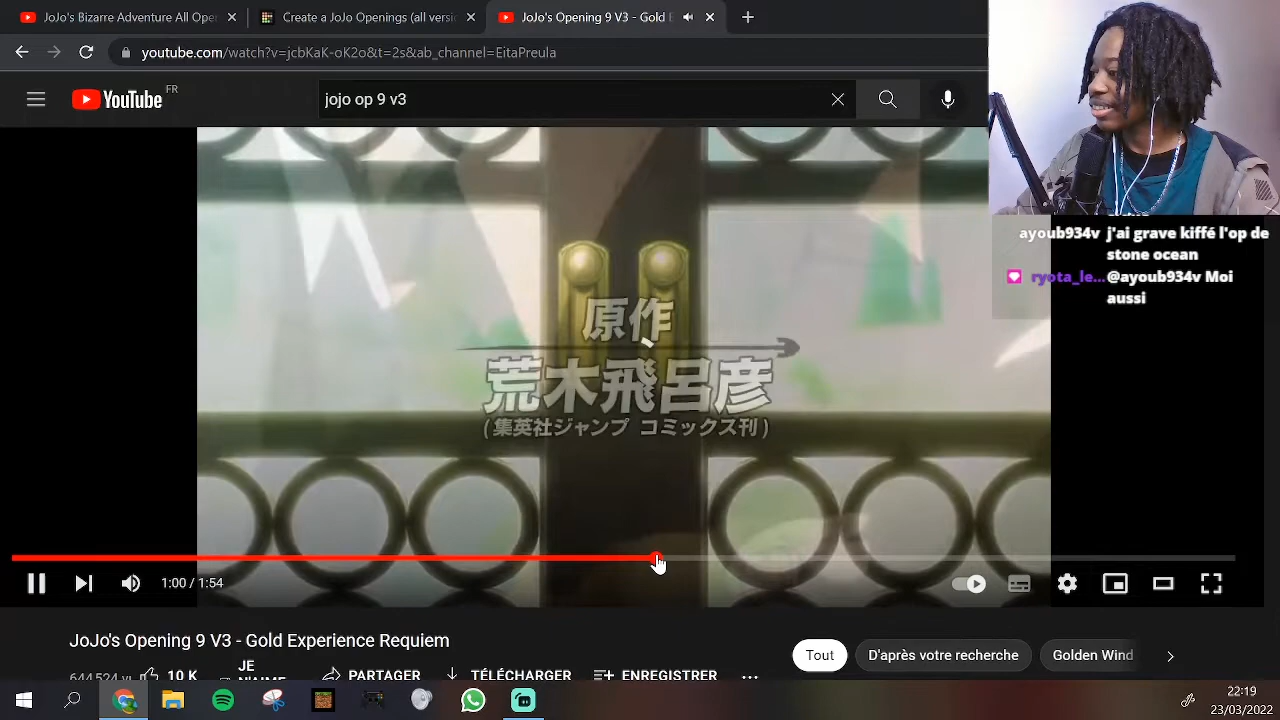 JoJo's Bizarre Adventure All Ope
Create a JoJo Openings (all versi
JoJo's Opening 9 V3 - Gold E
youtube.com/watch?v=jcbKaK-oK2o&t=2s&ab_channel=EitaPreula
YouTube FR
jojo op 9 v3
ayoub934v j'ai grave kiffé l'op de
stone ocean
ryota_le... @ayoub934v Moi
aussi
原作
荒木飛呂彦
(集英社ジャンプ コミックス刊)
1:00 / 1:54
JoJo's Opening 9 V3 - Gold Experience Requiem
Tout
D'après votre recherche
Golden Wind
10 K
JE
PARTAGER
TÉLÉCHARGER
ENREGISTRER
22:19
23/03/2022